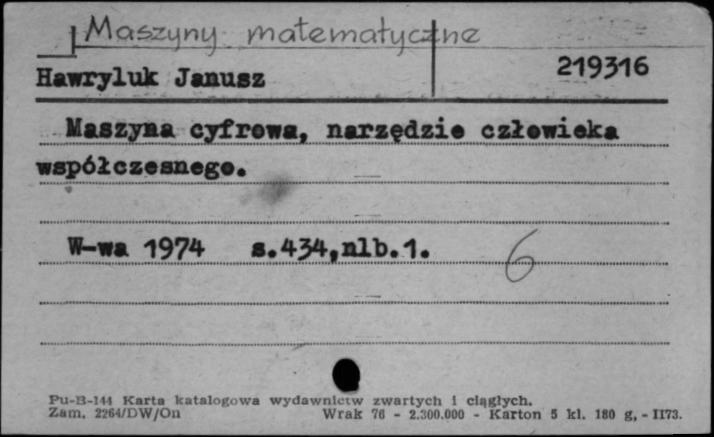 Maszyny matematyczne
Hawryluk Janusz 219316
Maszyna cyfrowa, narzędzie człowieka
współczesnego.
W-wa 1974 s.434,nlb.1. 6
Pu-B-144 Karta katalogowa wydawnictw zwartych i ciągłych.
Zam. 2264/DW/On Wrak 76 - 2.300.000 - Karton 5 kl. 180 g, - II73.